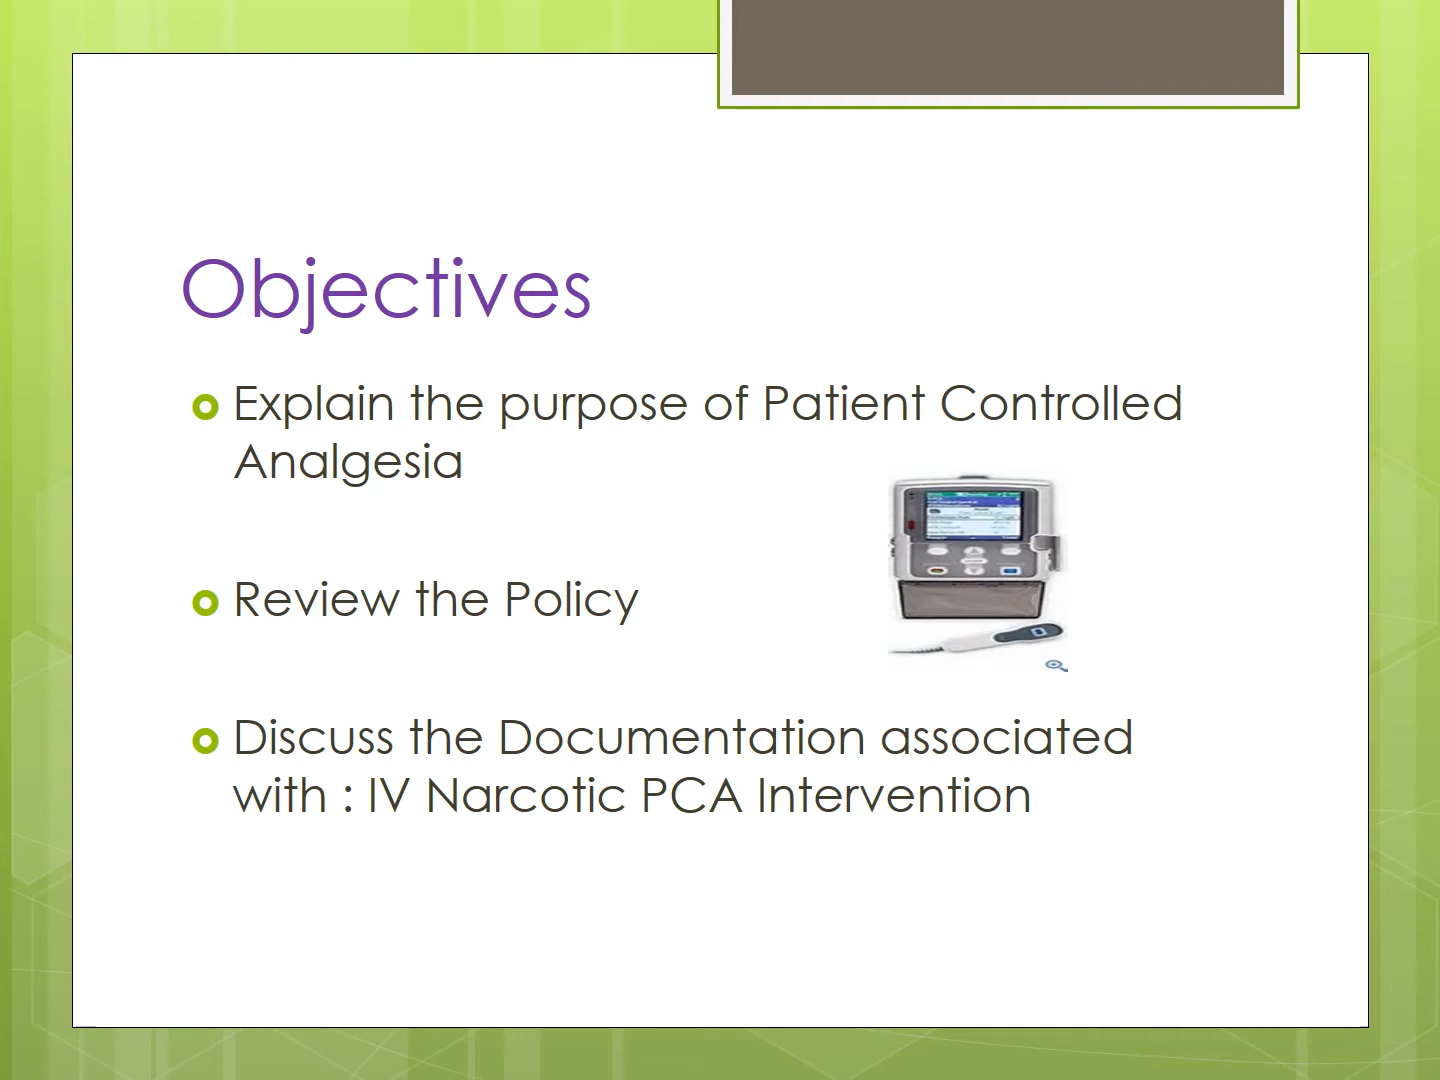 Objectives
Explain the purpose of Patient Controlled
Analgesia
Review the Policy
Discuss the Documentation associated
with : IV Narcotic PCA Intervention